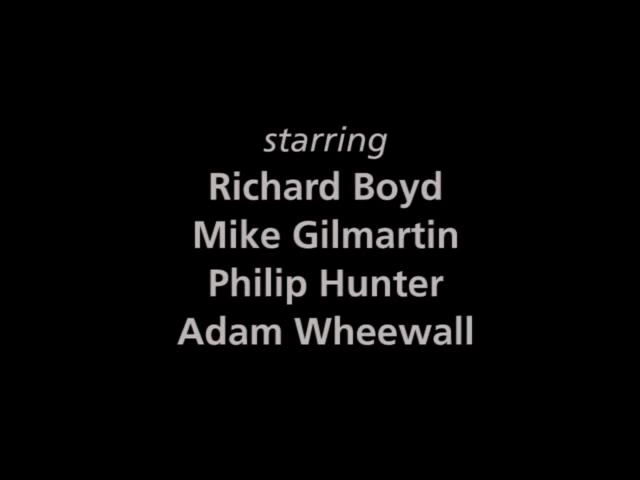 starring
Richard Boyd
Mike Gilmartin
Philip Hunter
Adam Wheewall